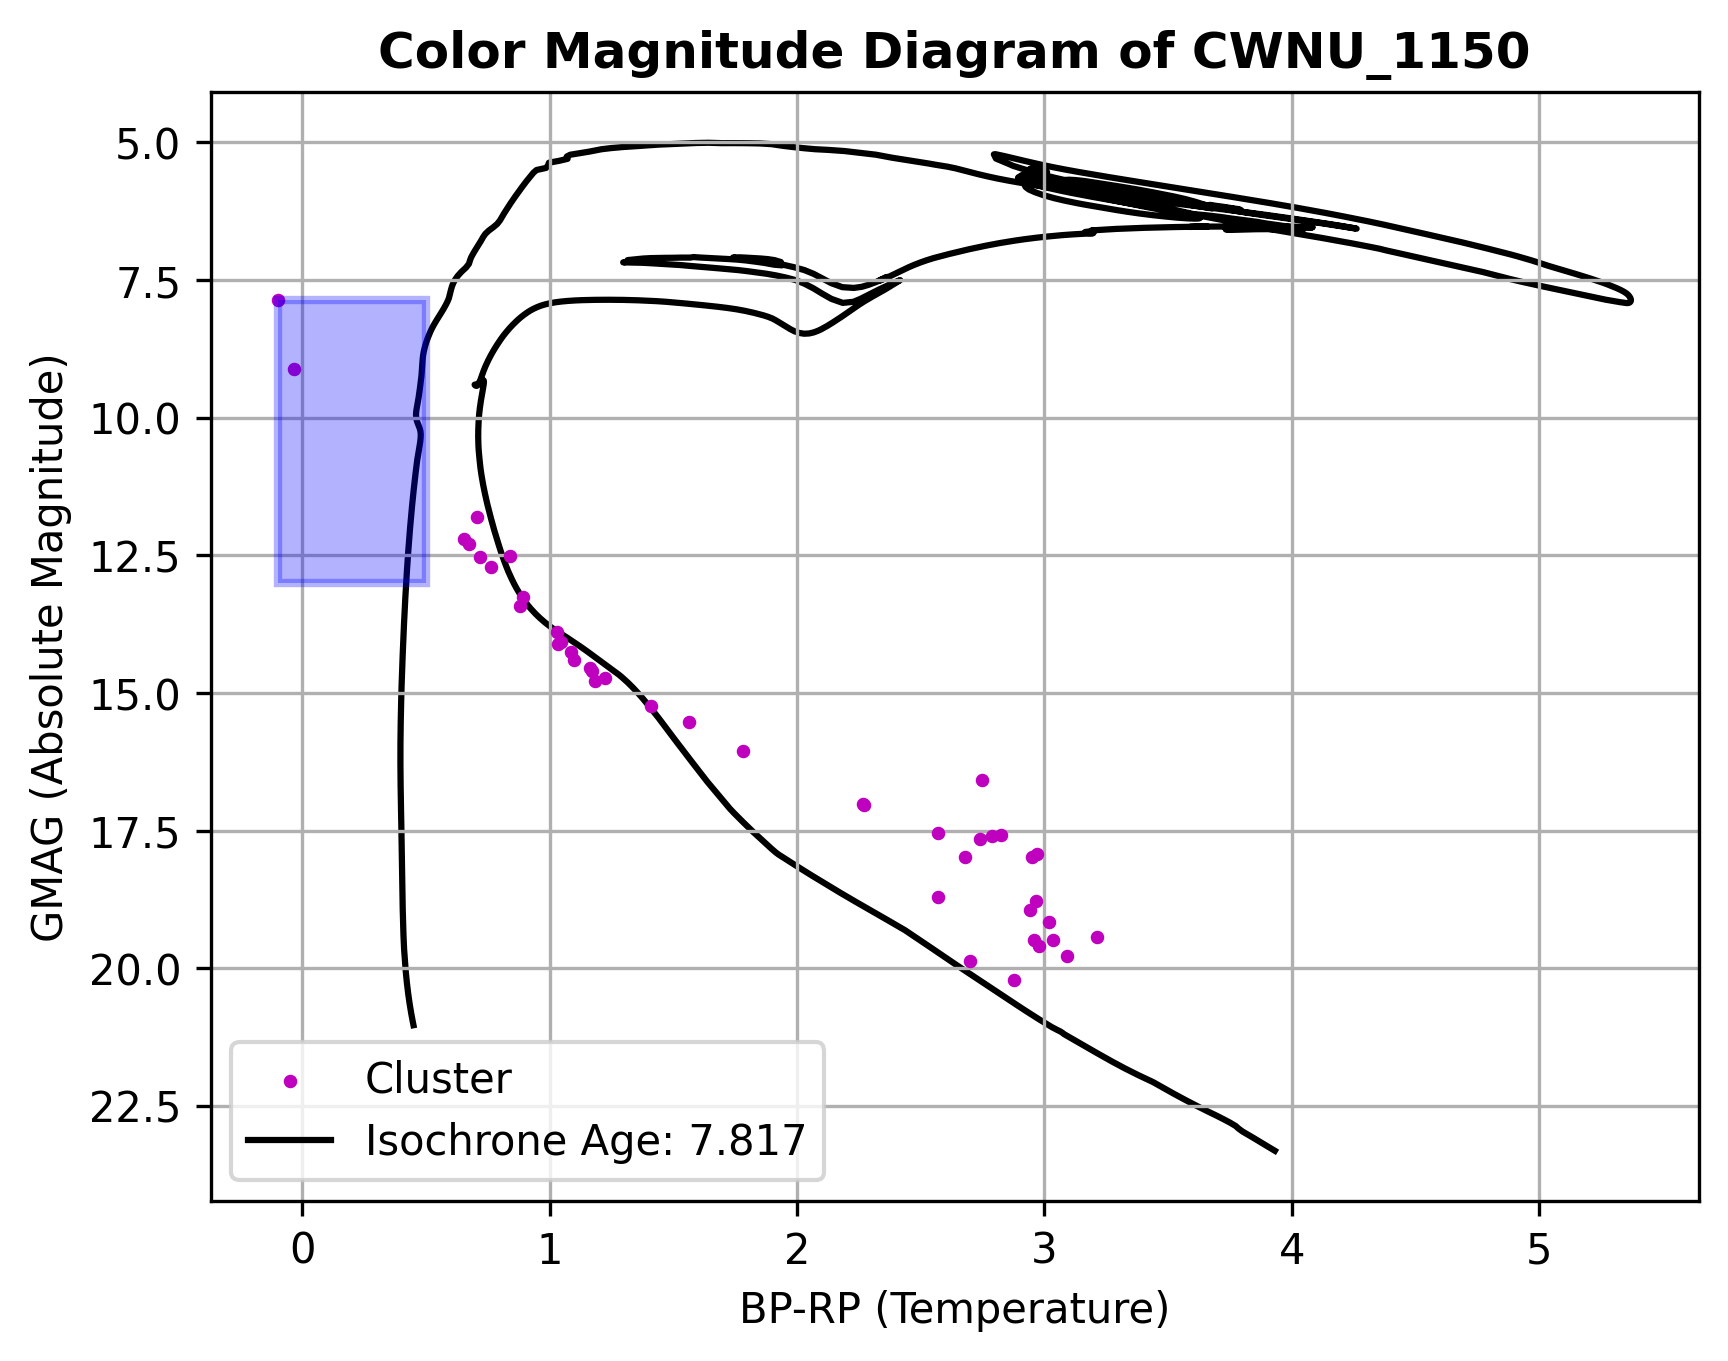 Color Magnitude Diagram of CWNU_1150
GMAG (Absolute Magnitude)
5.0
7.5
10.0
12.5
15.0
17.5
20.0
22.5
Cluster
Isochrone Age: 7.817
0 1 2 3 4 5
BP-RP (Temperature)